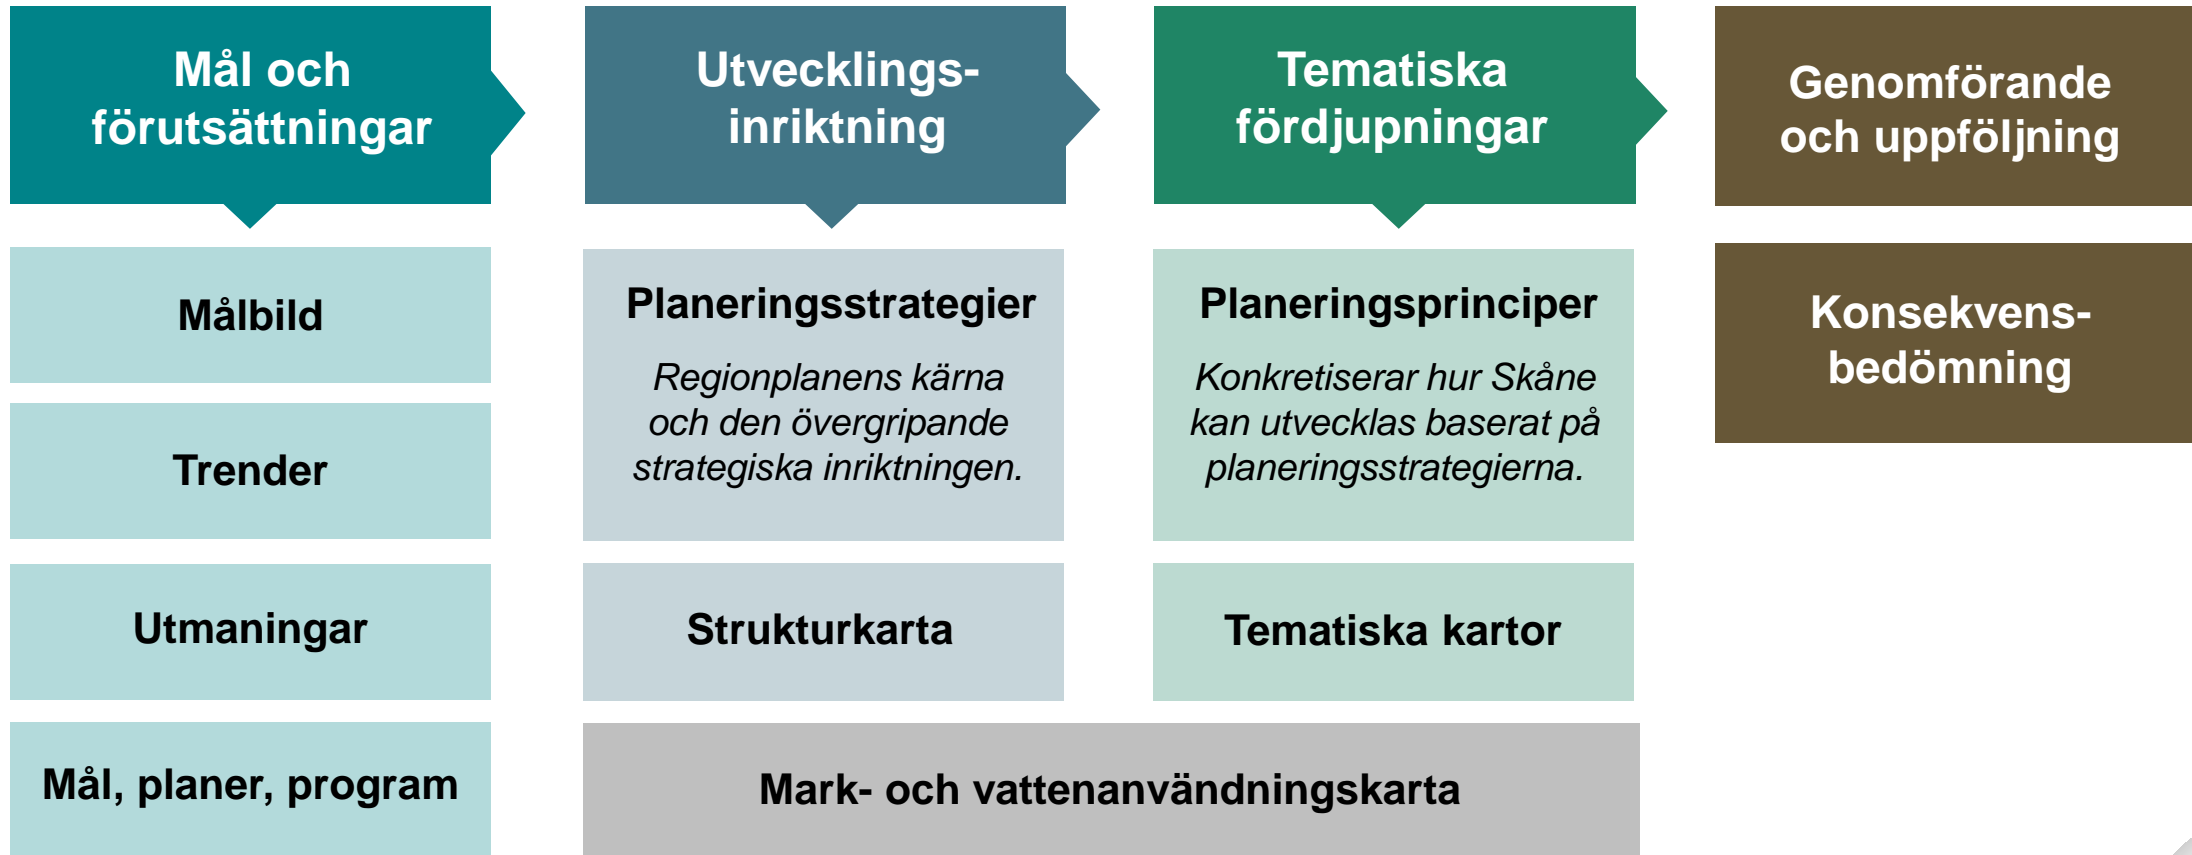 Mål och
förutsättningar
Målbild
Trender
Utmaningar
Mål, planer, program
Utvecklings-
inriktning
Planeringsstrategier
Regionplanens kärna
och den övergripande
strategiska inriktningen.
Strukturkarta
Tematiska
fördjupningar
Planeringsprinciper
Konkretiserar hur Skåne
kan utvecklas baserat på
planeringsstrategierna.
Tematiska kartor
Mark- och vattenanvändningskarta
Genomförande
och uppföljning
Konsekvens-
bedömning